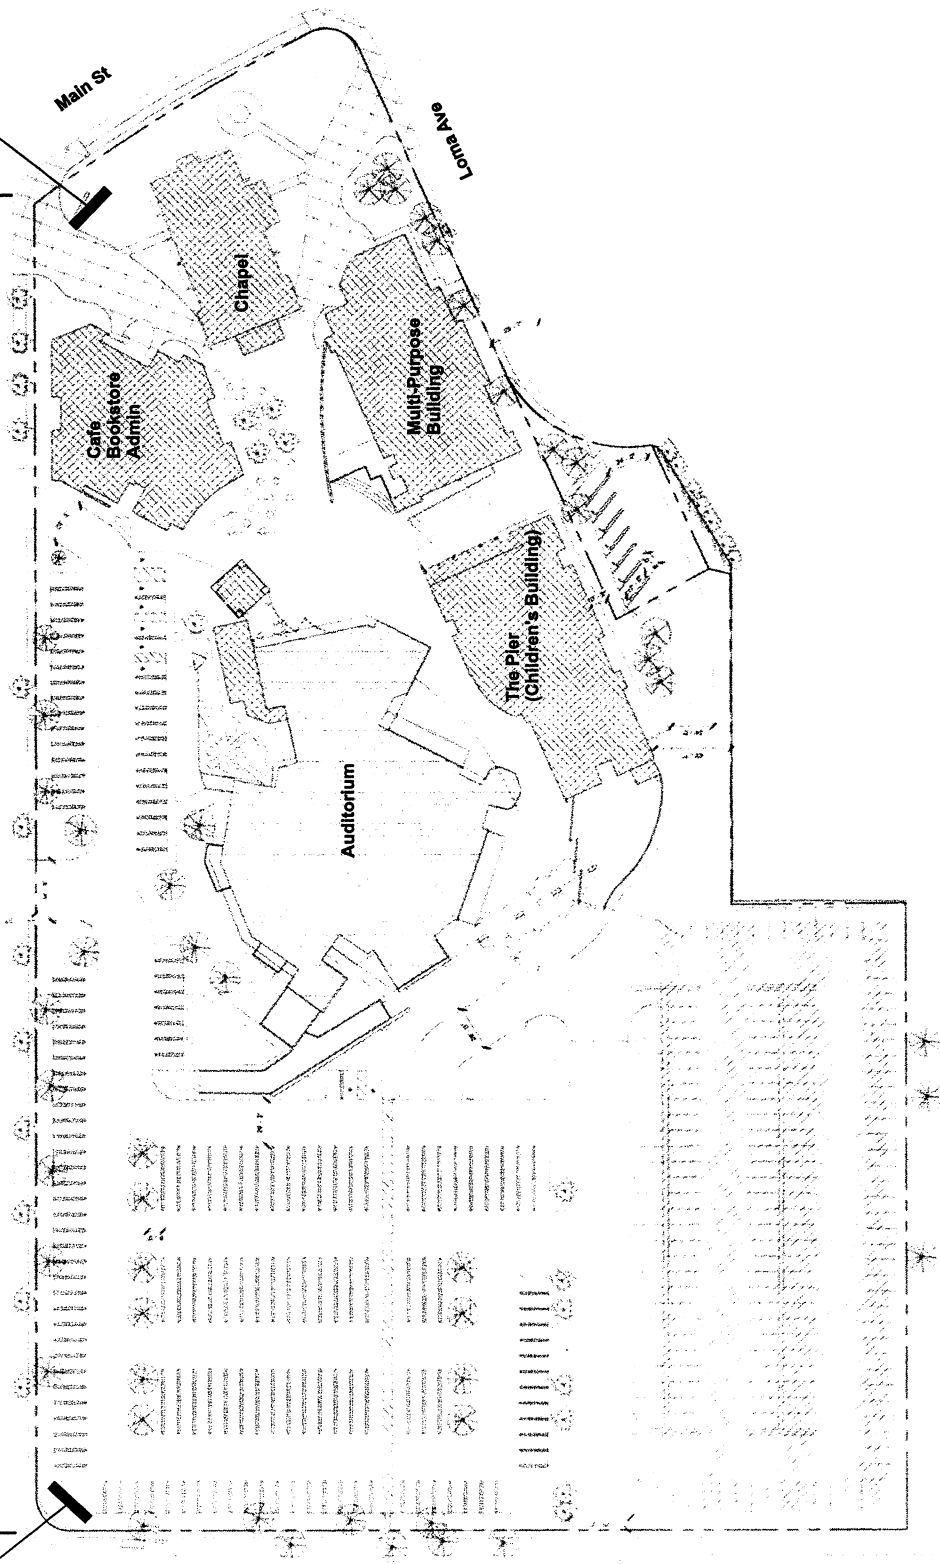 Main St
Loma Ave
Chapel
Multi-Purpose
Building
Cafe
Bookstore
Admin
The Pier
(Children's Building)
Auditorium